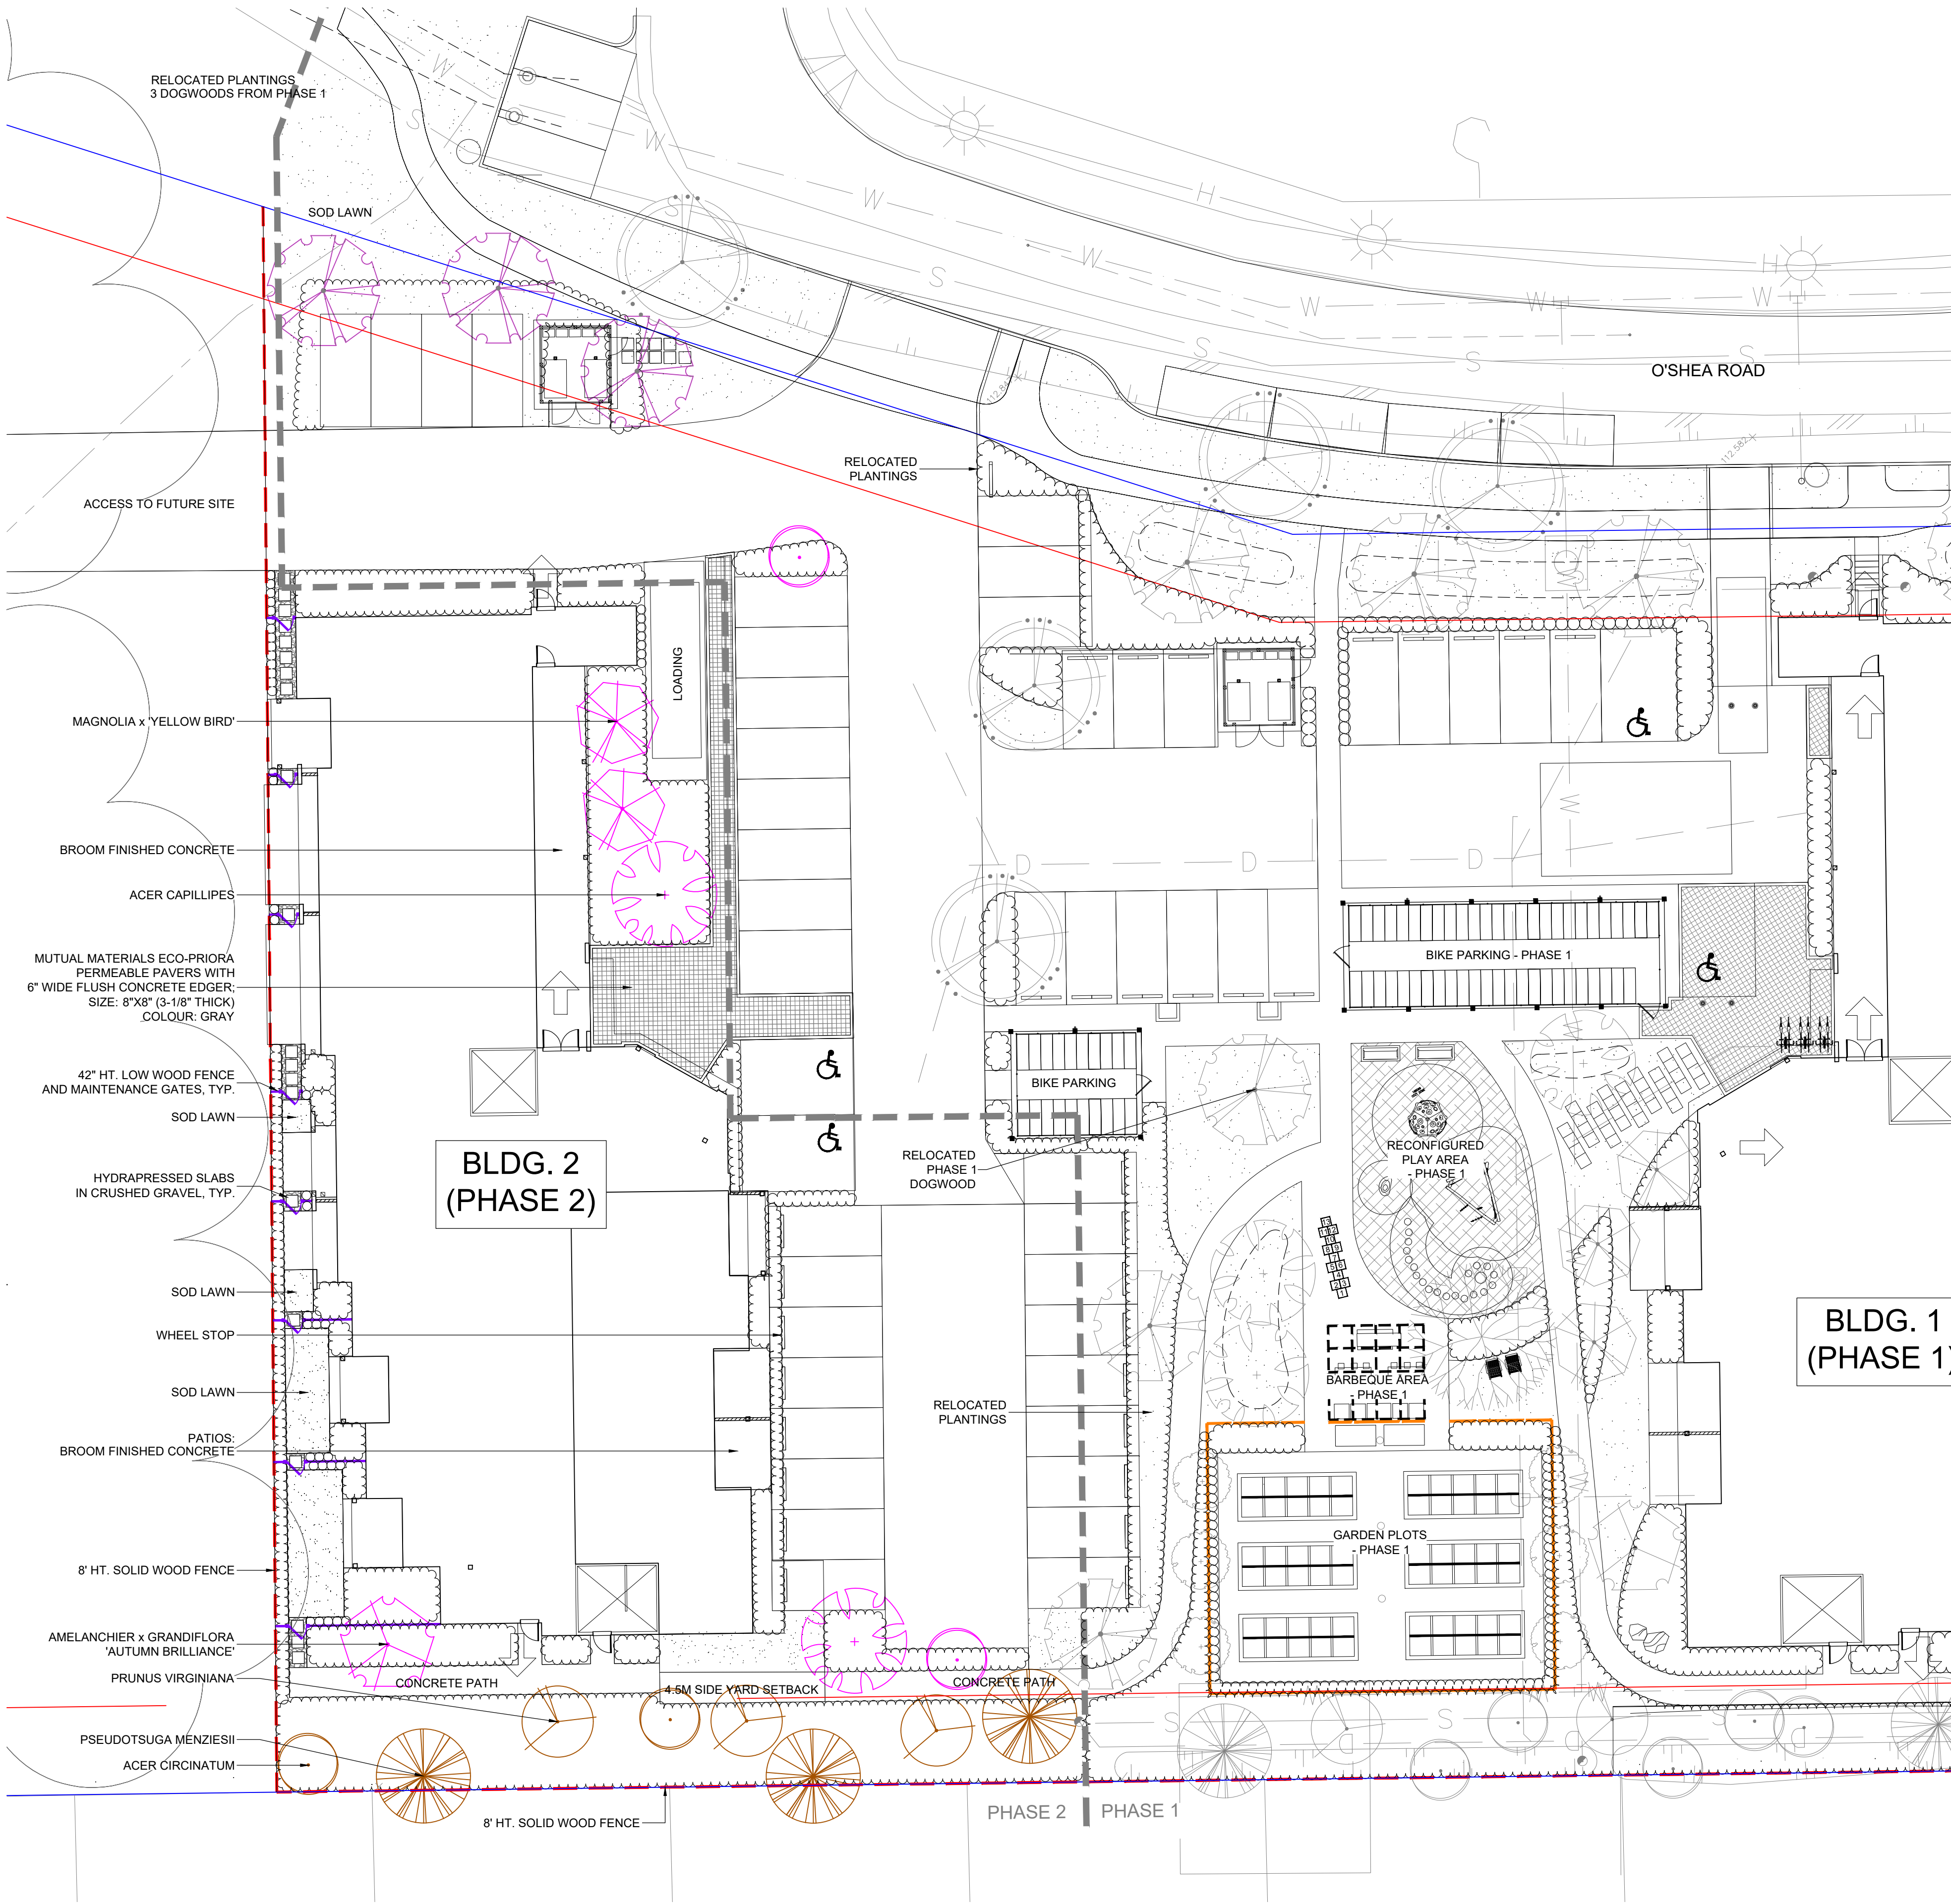 RELOCATED PLANTINGS
3 DOGWOODS FROM PHASE 1
SOD LAWN
O'SHEA ROAD
RELOCATED
PLANTINGS
112.582
ACCESS TO FUTURE SITE
LOADING
MAGNOLIA x 'YELLOW BIRD'
BROOM FINISHED CONCRETE
ACER CAPILLIPES
MUTUAL MATERIALS ECO-PRIORA
PERMEABLE PAVERS WITH
6" WIDE FLUSH CONCRETE EDGER;
SIZE: 8"X8" (3-1/8" THICK)
COLOUR: GRAY
BIKE PARKING - PHASE 1
42" HT. LOW WOOD FENCE
AND MAINTENANCE GATES, TYP.
SOD LAWN
BIKE PARKING
RELOCATED
PHASE 1
DOGWOOD
RECONFIGURED
PLAY AREA
- PHASE 1
BLDG. 2
(PHASE 2)
HYDRAPRESSED SLABS
IN CRUSHED GRAVEL, TYP.
SOD LAWN
WHEEL STOP
BLDG. 1
(PHASE 1)
SOD LAWN
BARBEQUE AREA
- PHASE 1
RELOCATED
PLANTINGS
PATIOS:
BROOM FINISHED CONCRETE
GARDEN PLOTS
- PHASE 1
8' HT. SOLID WOOD FENCE
AMELANCHIER x GRANDIFLORA
'AUTUMN BRILLIANCE'
PRUNUS VIRGINIANA
CONCRETE PATH
4.5M SIDE YARD SETBACK
CONCRETE PATH
PSEUDOTSUGA MENZIESII
ACER CIRCINATUM
8' HT. SOLID WOOD FENCE
PHASE 2
PHASE 1